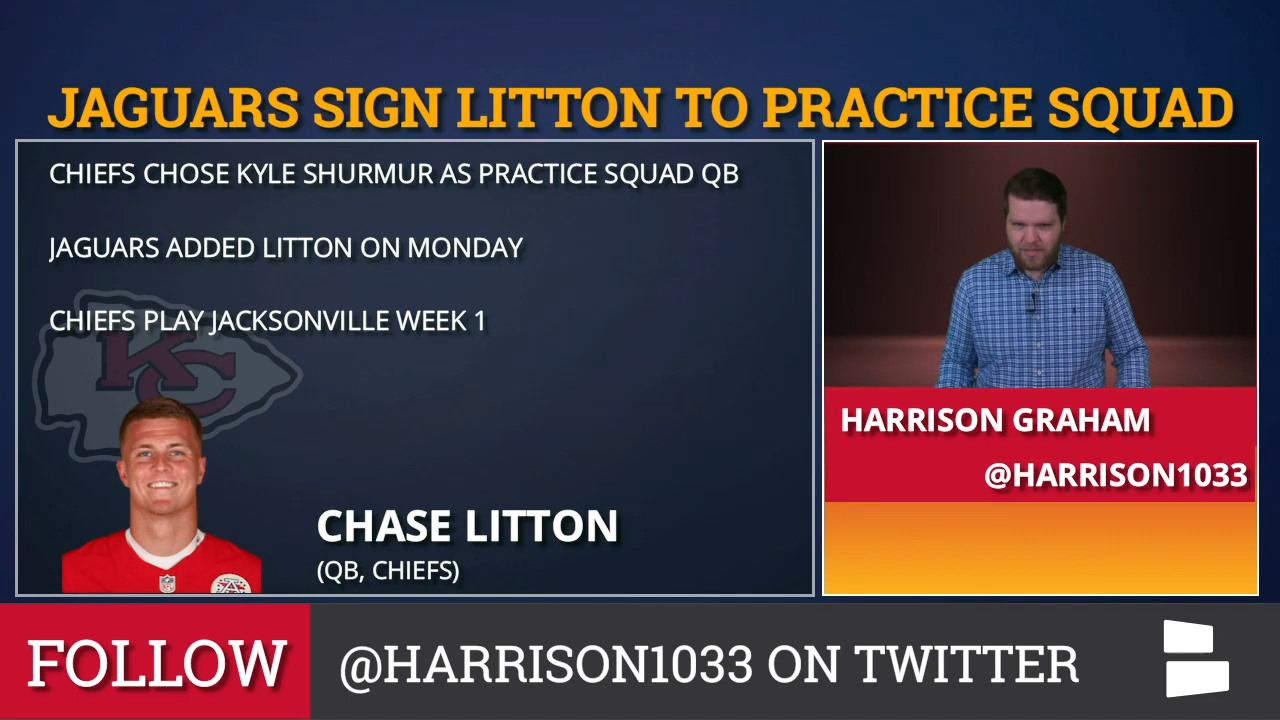 JAGUARS SIGN LITTON TO PRACTICE SQUAD
CHIEFS CHOSE KYLE SHURMUR AS PRACTICE SQUAD QB
JAGUARS ADDED LITTON ON MONDAY
CHIEFS PLAY JACKSONVILLE WEEK 1
KC
CHASE LITTON
(QB, CHIEFS)
HARRISON GRAHAM
@HARRISON1033
FOLLOW
@HARRISON1033 ON TWITTER